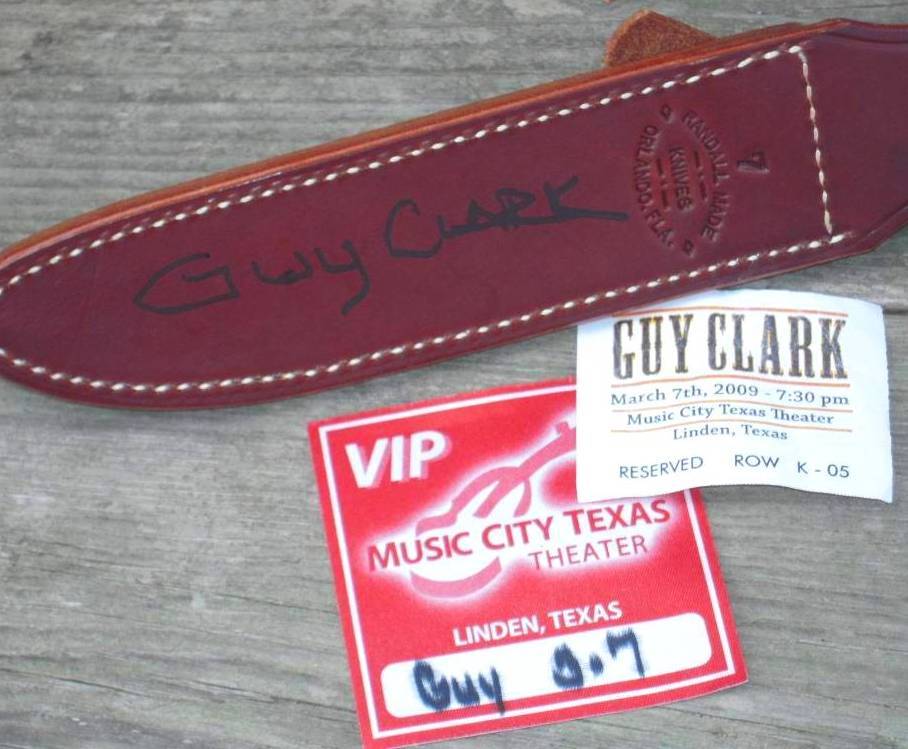 GUY CLARK
7
RANDALL MADE
KNIVES
ORLANDO, FLA.
GUY CLARK
March 7th, 2009 - 7:30 pm
Music City Texas Theater
Linden, Texas
RESERVED ROW K - 05
VIP
MUSIC CITY TEXAS
THEATER
LINDEN, TEXAS
Guy 3.7